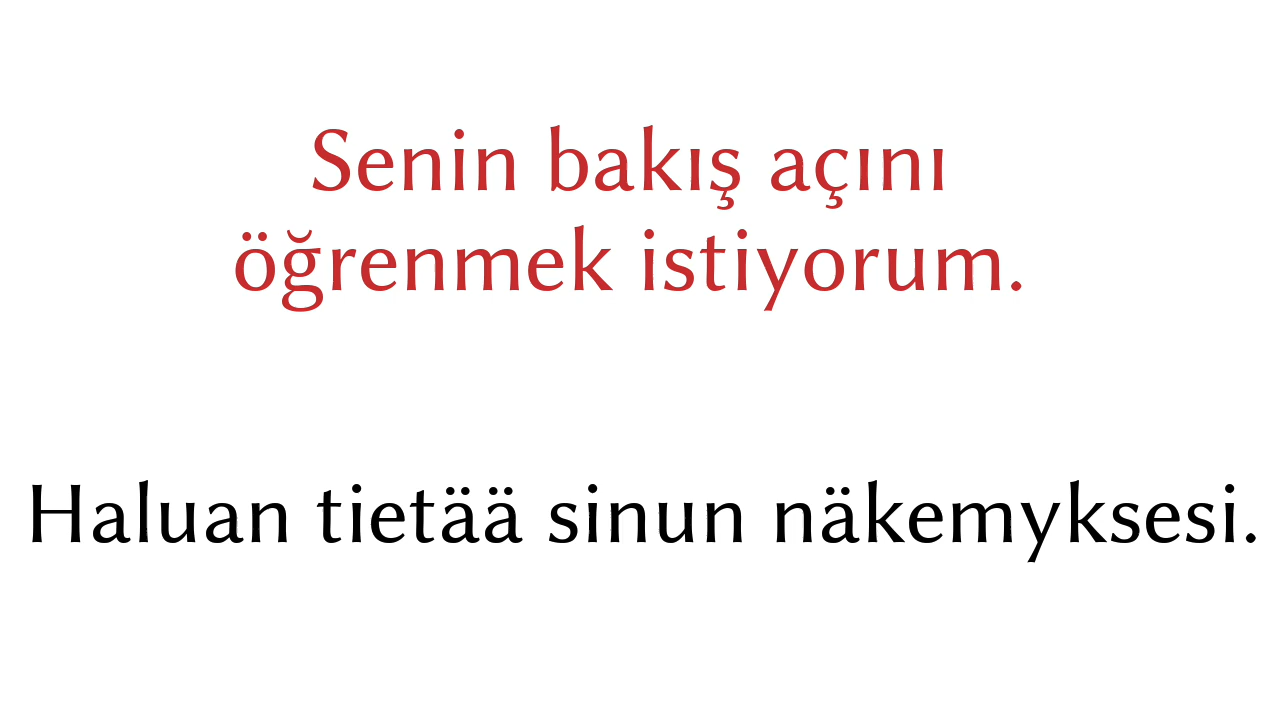 Senin bakış açını
öğrenmek istiyorum.
Haluan tietää sinun näkemyksesi.